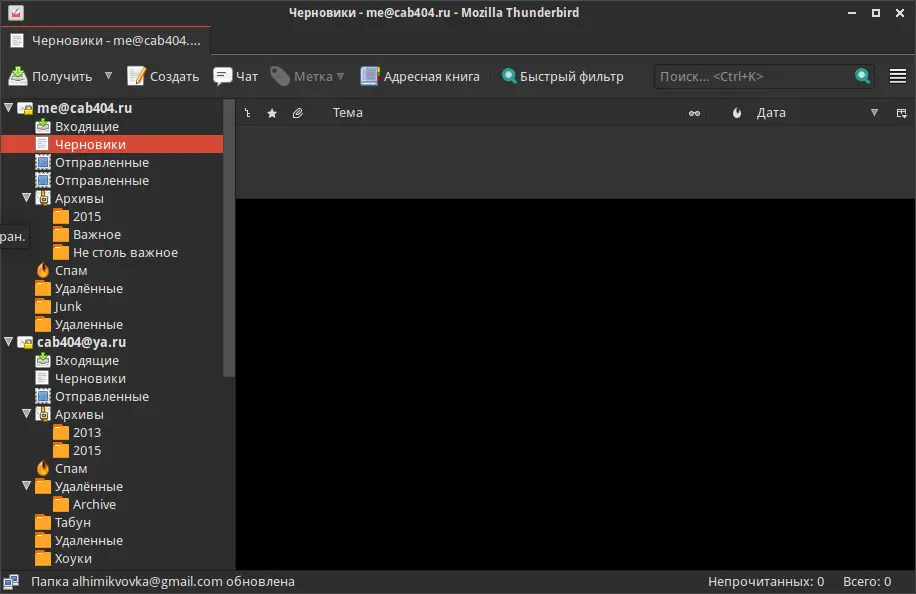 Черновики - me@cab404.ru - Mozilla Thunderbird
Черновики - me@cab404....
Получить Создать Чат Метка Адресная книга Быстрый фильтр Поиск... <Ctrl+K>
me@cab404.ru
Тема Дата
Входящие
Черновики
Отправленные
Отправленные
Архивы
2015
Важное
ран.
Не столь важное
Спам
Удалённые
Junk
Удаленные
cab404@ya.ru
Входящие
Черновики
Отправленные
Архивы
2013
2015
Спам
Удалённые
Archive
Табун
Удаленные
Хоуки
Папка alhimikvovka@gmail.com обновлена Непрочитанных: 0 Всего: 0